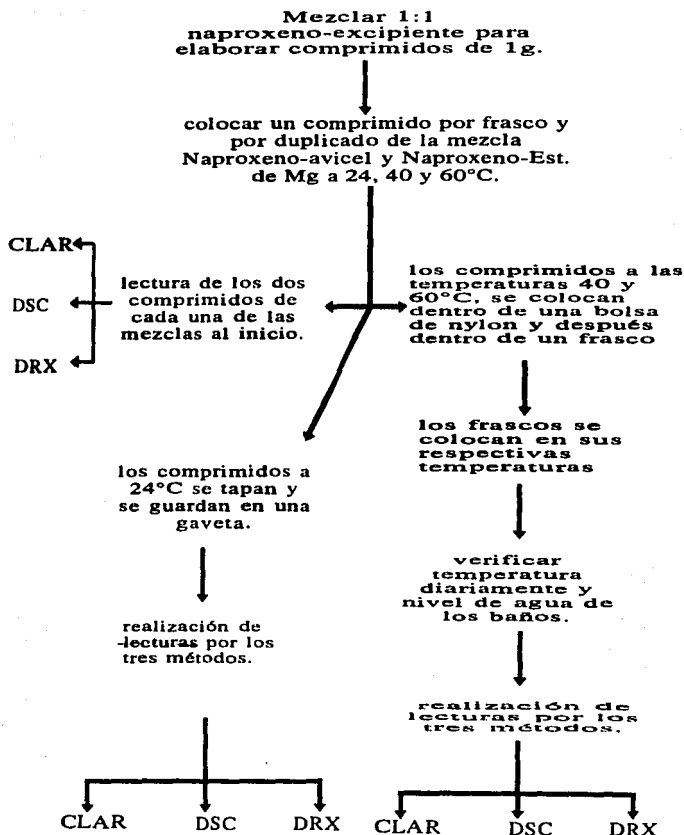 Mezclar 1:1
naproxeno-excipiente para
elaborar comprimidos de 1g.
colocar un comprimido por frasco y
por duplicado de la mezcla
Naproxeno-avicel y Naproxeno-Est.
de Mg a 24, 40 y 60°C.
CLAR
DSC
DRX
lectura de los dos
comprimidos de
cada una de las
mezclas al inicio.
los comprimidos a las
temperaturas 40 y
60°C, se colocan
dentro de una bolsa
de nylon y después
dentro de un frasco
los comprimidos a
24°C se tapan y
se guardan en una
gaveta.
realización de
-lecturas por los
tres métodos.
CLAR DSC DRX
los frascos se
colocan en sus
respectivas
temperaturas
verificar
temperatura
diariamente y
nivel de agua de
los baños.
realización de
lecturas por los
tres métodos.
CLAR DSC DRX